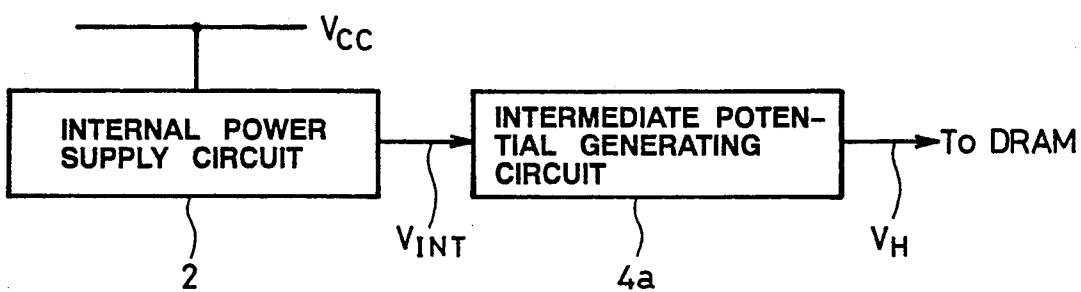 VCC
INTERNAL POWER
SUPPLY CIRCUIT
INTERMEDIATE POTEN-
TIAL GENERATING
CIRCUIT
To DRAM
VINT
VH
2
4a